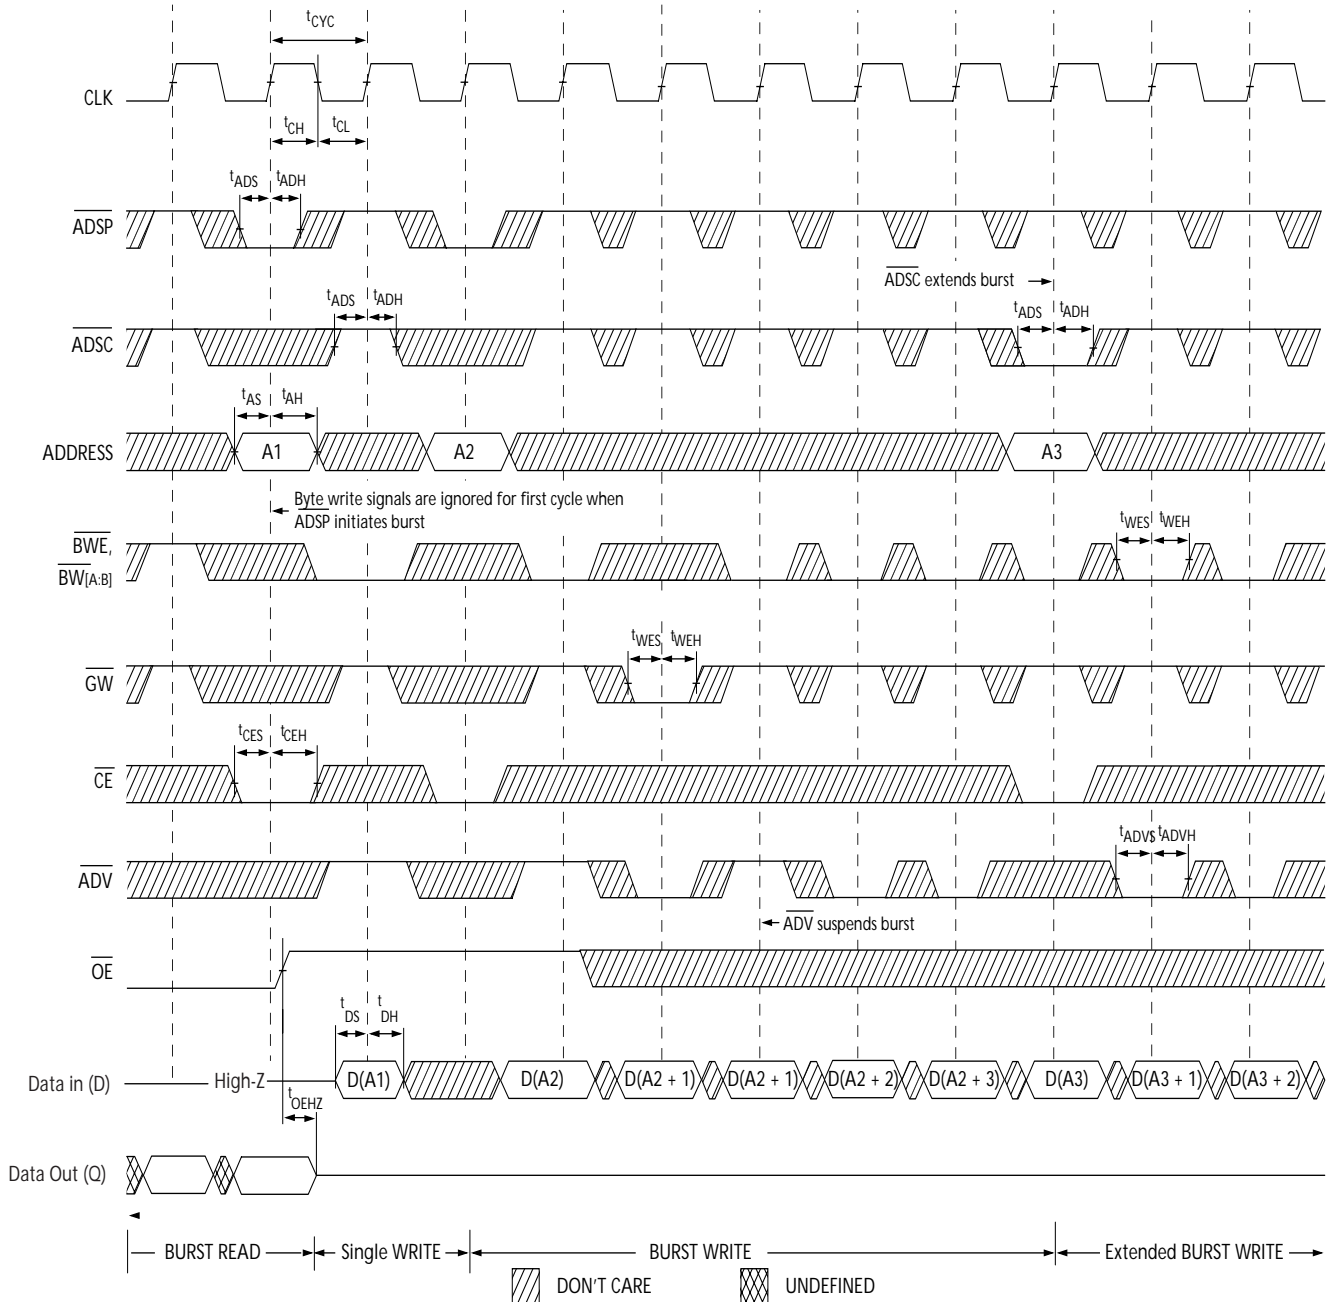 tCYC
CLK
tCH
tCL
tADS
tADH
ADSP
ADSC extends burst
tADS
tADH
tADS
tADH
ADSC
tAS
tAH
ADDRESS
A1
A2
A3
Byte write signals are ignored for first cycle when
ADSP initiates burst
tWES
tWEH
BWE,
BW[A:B]
tWES
tWEH
GW
tCES
tCEH
CE
tADVS
tADVH
ADV
ADV suspends burst
OE
tDS
tDH
Data in (D)
High-Z
D(A1)
D(A2)
D(A2 + 1)
D(A2 + 1)
D(A2 + 2)
D(A2 + 3)
D(A3)
D(A3 + 1)
D(A3 + 2)
tOEHZ
Data Out (Q)
BURST READ
Single WRITE
BURST WRITE
Extended BURST WRITE
DON'T CARE
UNDEFINED